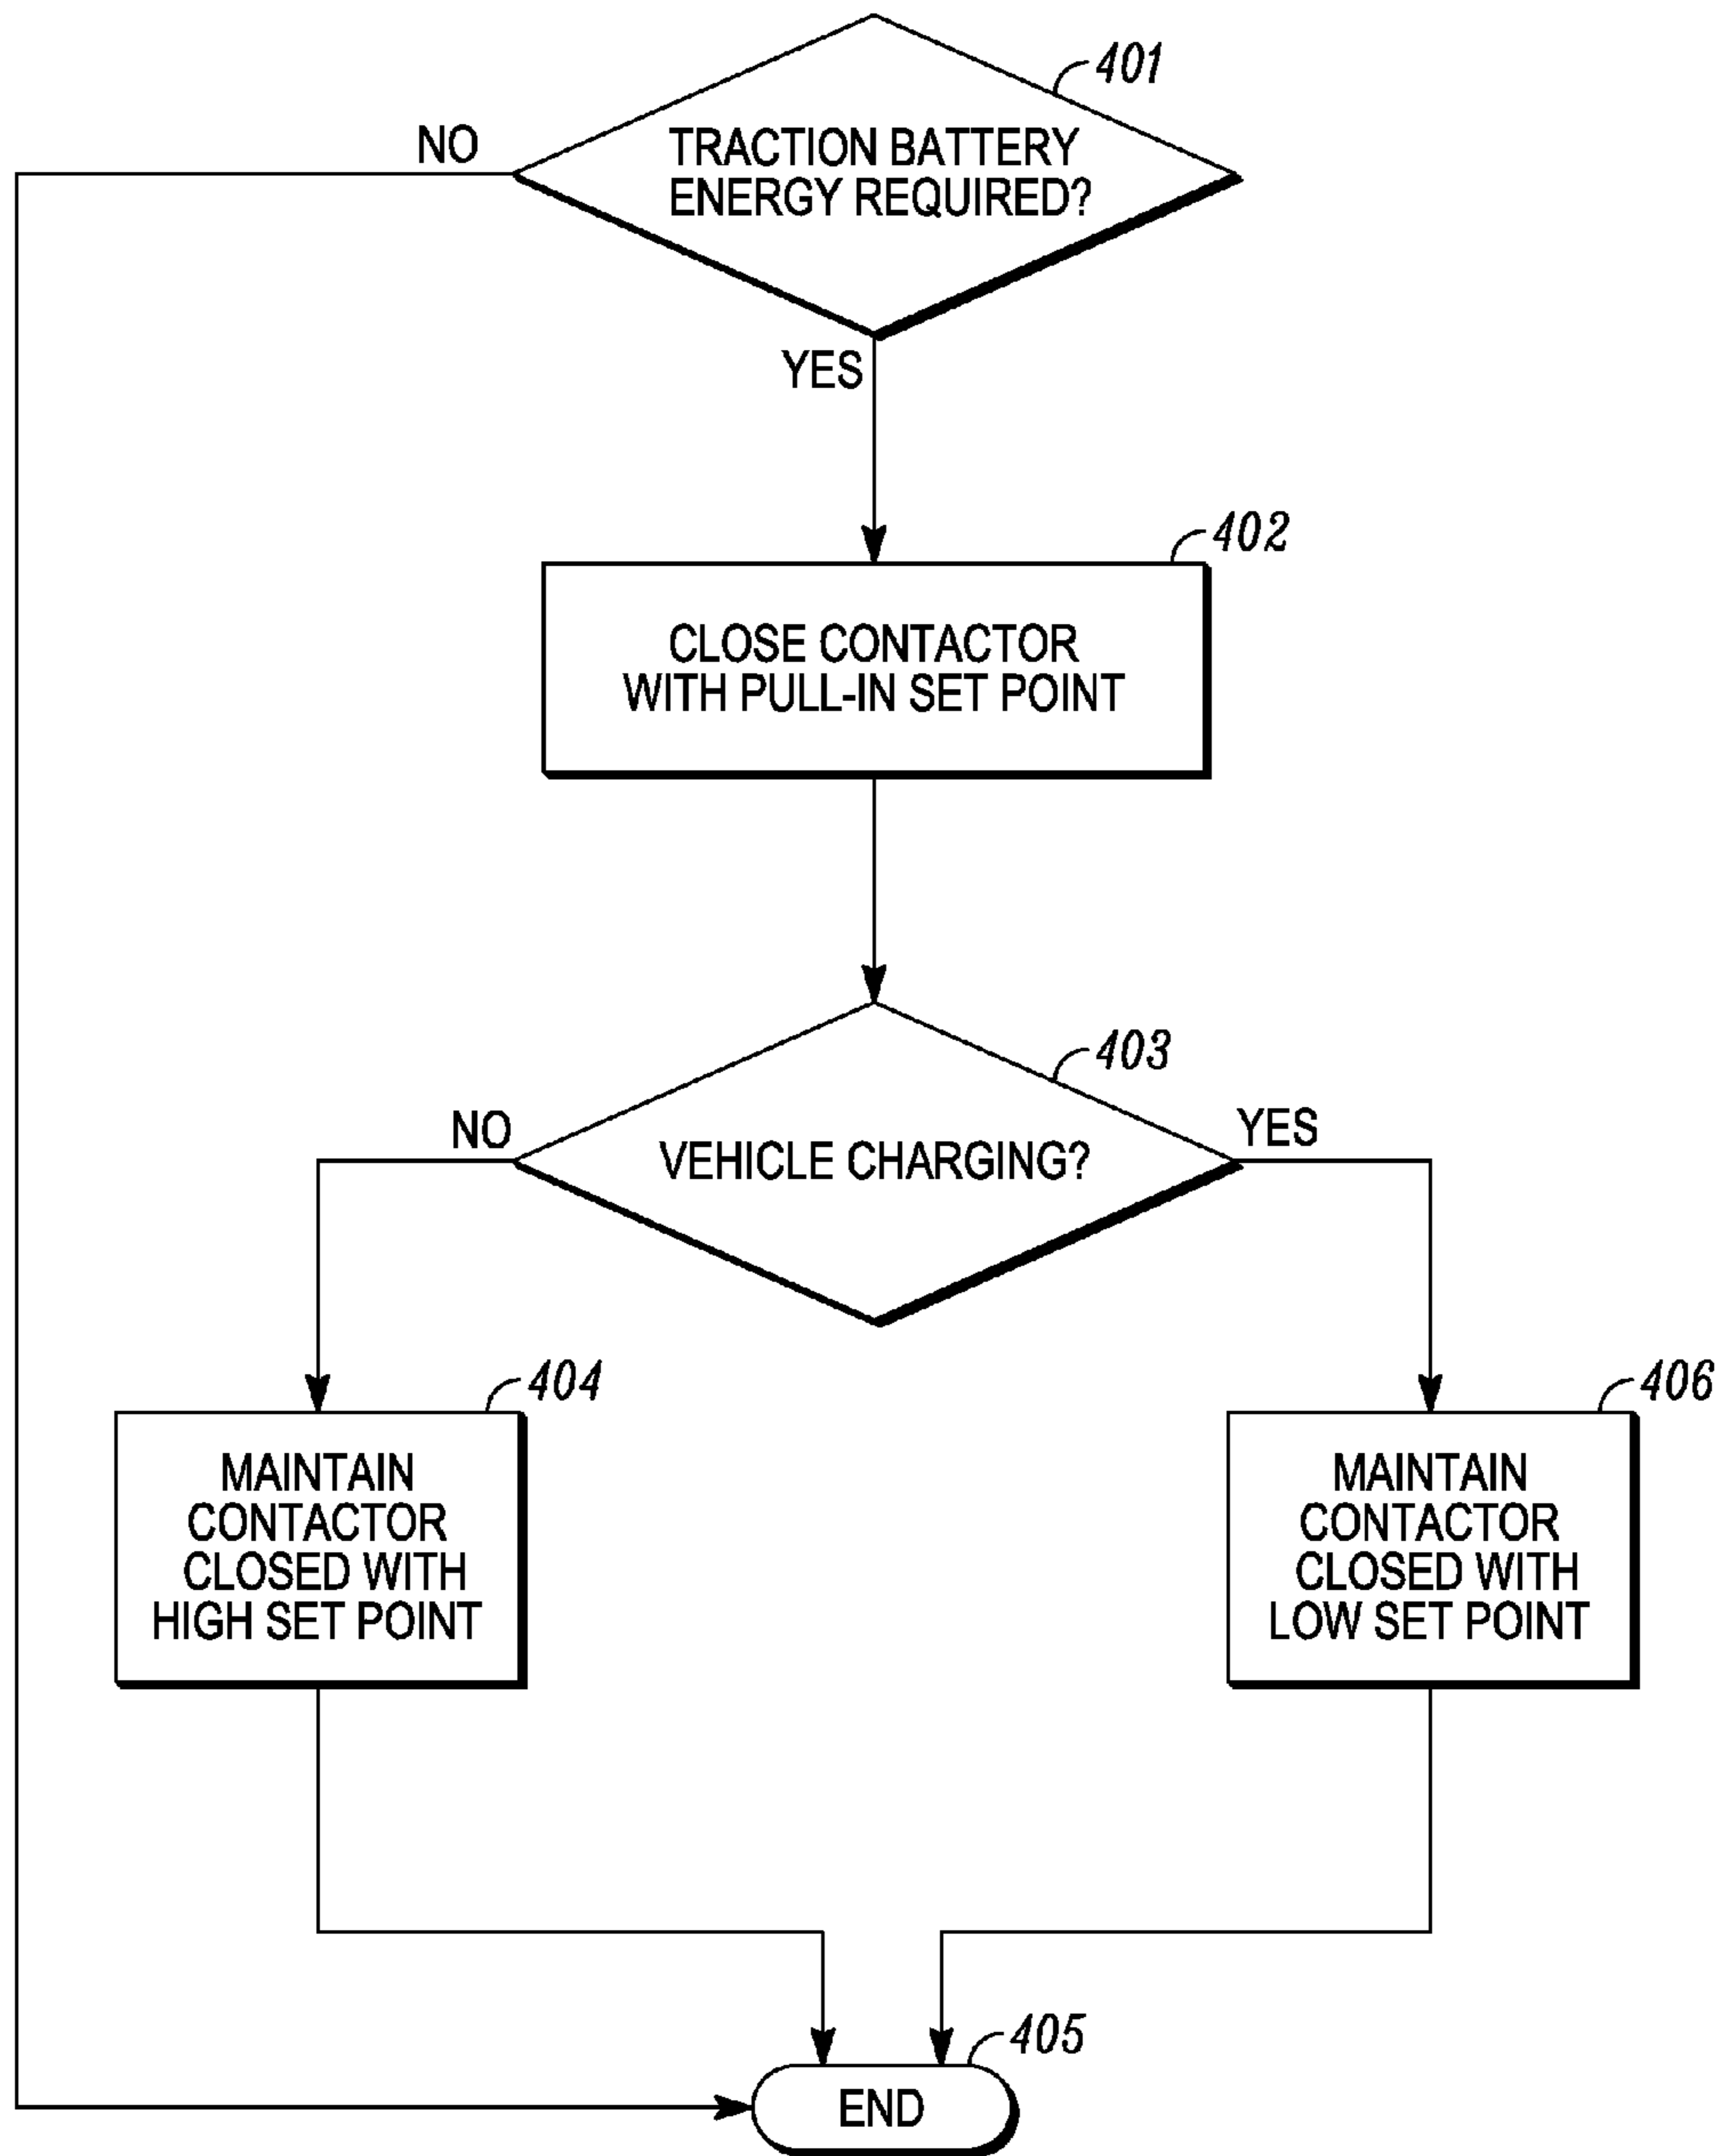 401
NO
TRACTION BATTERY
ENERGY REQUIRED?
YES
402
CLOSE CONTACTOR
WITH PULL-IN SET POINT
403
NO
YES
VEHICLE CHARGING?
404
MAINTAIN
CONTACTOR
CLOSED WITH
HIGH SET POINT
406
MAINTAIN
CONTACTOR
CLOSED WITH
LOW SET POINT
405
END